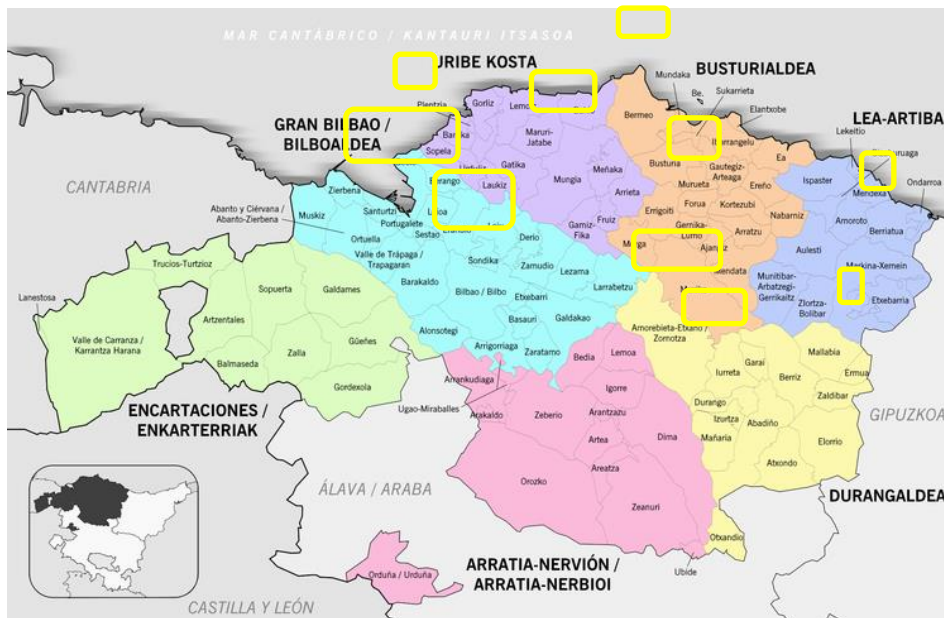 MAR CANTÁBRICO / KANTAURI ITSASOA
URIBE KOSTA
Mundaka
BUSTURIALDEA
Be.
Sukarrieta
Elantxobe
Plentzia
Gorliz
Lemoiz
Bermeo
LEA-ARTIBAI
GRAN BILBAO /
BILBOALDEA
Barrika
Maruri-
Jatabe
Ibarrangelu
Lekeitio
Sopela
Gatika
Busturia
Gautegiz-
Arteaga
Ea
CANTABRIA
Zierbena
Berango
Laukiz
Mungia
Meñaka
Murueta
Ereño
Ispaster
Mendexa
Ondarroa
Abanto y Ciérvana /
Abanto-Zierbena
Muskiz
Santurtzi
Portugalete
Leioa
Arrieta
Forua
Kortezubi
Amoroto
Sestao
Erandio
Loiu
Fruiz
Errigoiti
Gernika-
Lumo
Arratzu
Nabarniz
Berriatua
Ortuella
Derio
Gamiz-
Fika
Morga
Ajangiz
Aulesti
Valle de Trápaga /
Trapagaran
Sondika
Zamudio
Lezama
Mendata
Markina-Xemein
Trucios-Turtzioz
Barakaldo
Larrabetzu
Munitibar-
Arbatzegi-
Gerrikaitz
Lanestosa
Sopuerta
Galdames
Bilbao / Bilbo
Etxebarri
Ziortza-
Bolibar
Etxebarria
Artzentales
Basauri
Galdakao
Alonsotegi
Amorebieta-Etxano /
Zornotza
Valle de Carranza /
Karrantza Harana
Zalla
Güeñes
Arrigorriaga
Zaratamo
Bedia
Lemoa
Garai
Mallabia
Balmaseda
Arrankudiaga
Iurreta
Berriz
Ermua
Gordexola
Igorre
Zaldibar
ENCARTACIONES /
ENKARTERRIAK
Ugao-Miraballes
Arakaldo
Zeberio
Arantzazu
Durango
Izurtza
Abadiño
GIPUZKOA
Artea
Dima
Mañaria
Elorrio
Areatza
Atxondo
ÁLAVA / ARABA
Orozko
Zeanuri
DURANGALDEA
Otxandio
Orduña / Urduña
ARRATIA-NERVIÓN /
ARRATIA-NERBIOI
Ubide
CASTILLA Y LEÓN